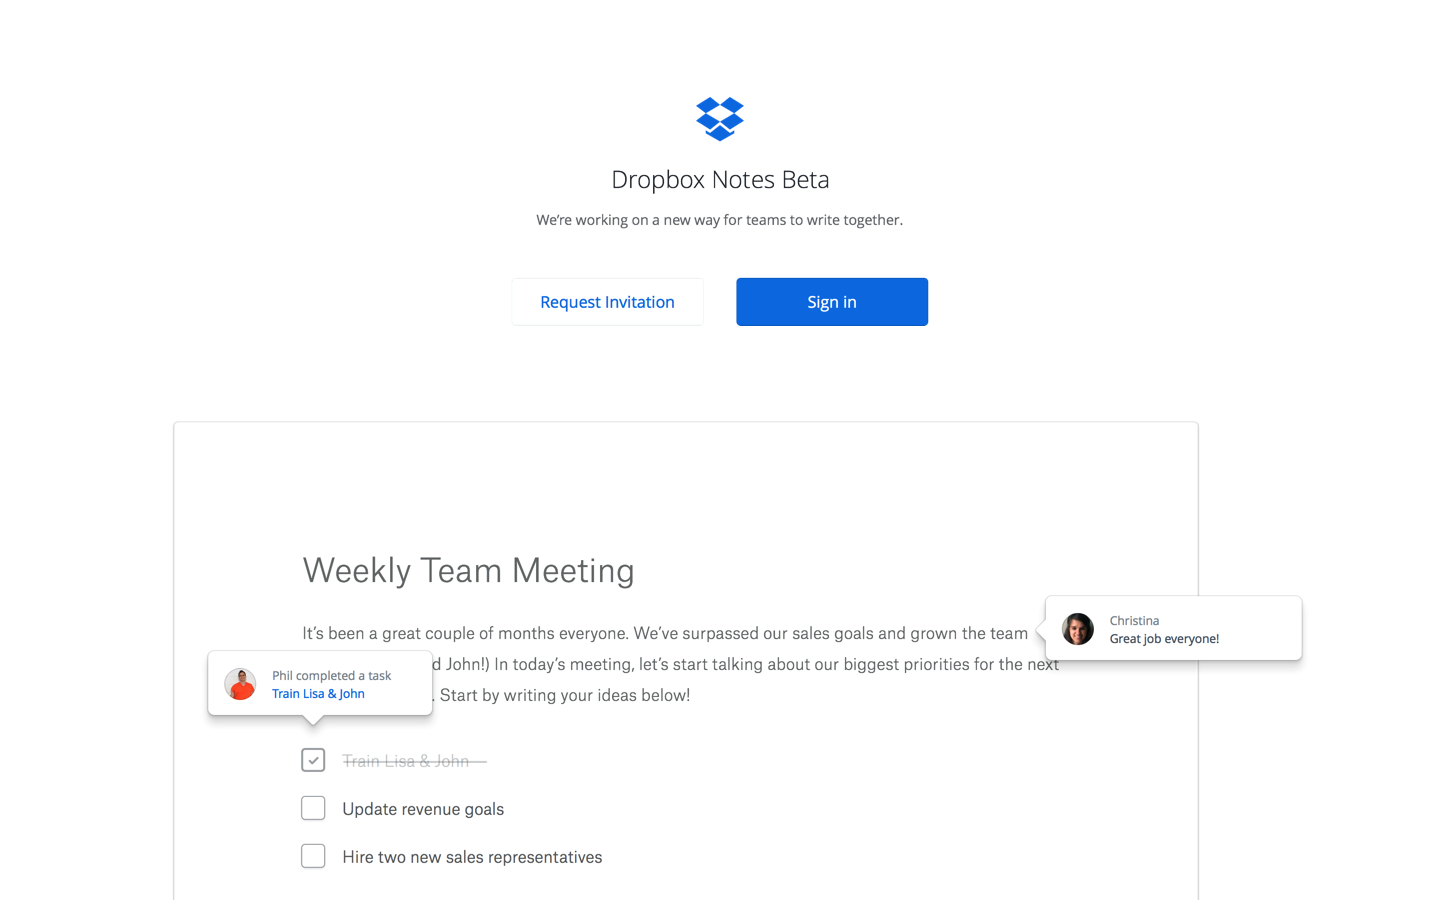 Dropbox Notes Beta
We’re working on a new way for teams to write together.
Request Invitation
Sign in
Weekly Team Meeting
It’s been a great couple of months everyone. We’ve surpassed our sales goals and grown the team
d John!) In today’s meeting, let’s start talking about our biggest priorities for the next
. Start by writing your ideas below!
Christina
Great job everyone!
Phil completed a task
Train Lisa & John
Train Lisa & John
Update revenue goals
Hire two new sales representatives